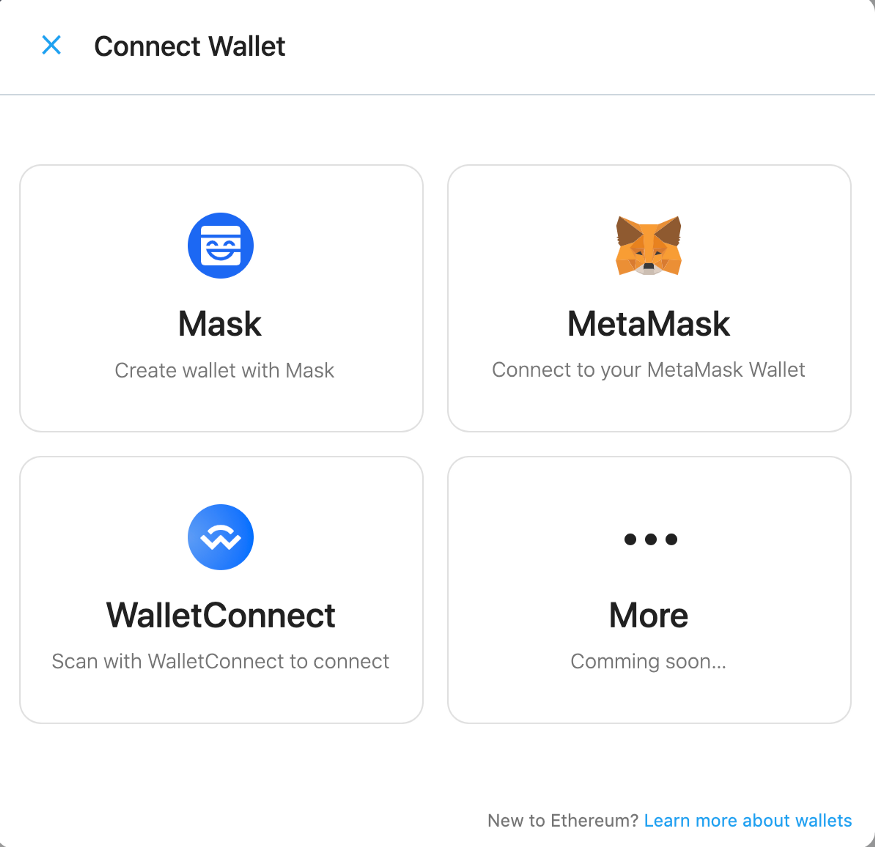 Connect Wallet
Mask
Create wallet with Mask
MetaMask
Connect to your MetaMask Wallet
WalletConnect
Scan with WalletConnect to connect
More
Comming soon...
New to Ethereum? Learn more about wallets